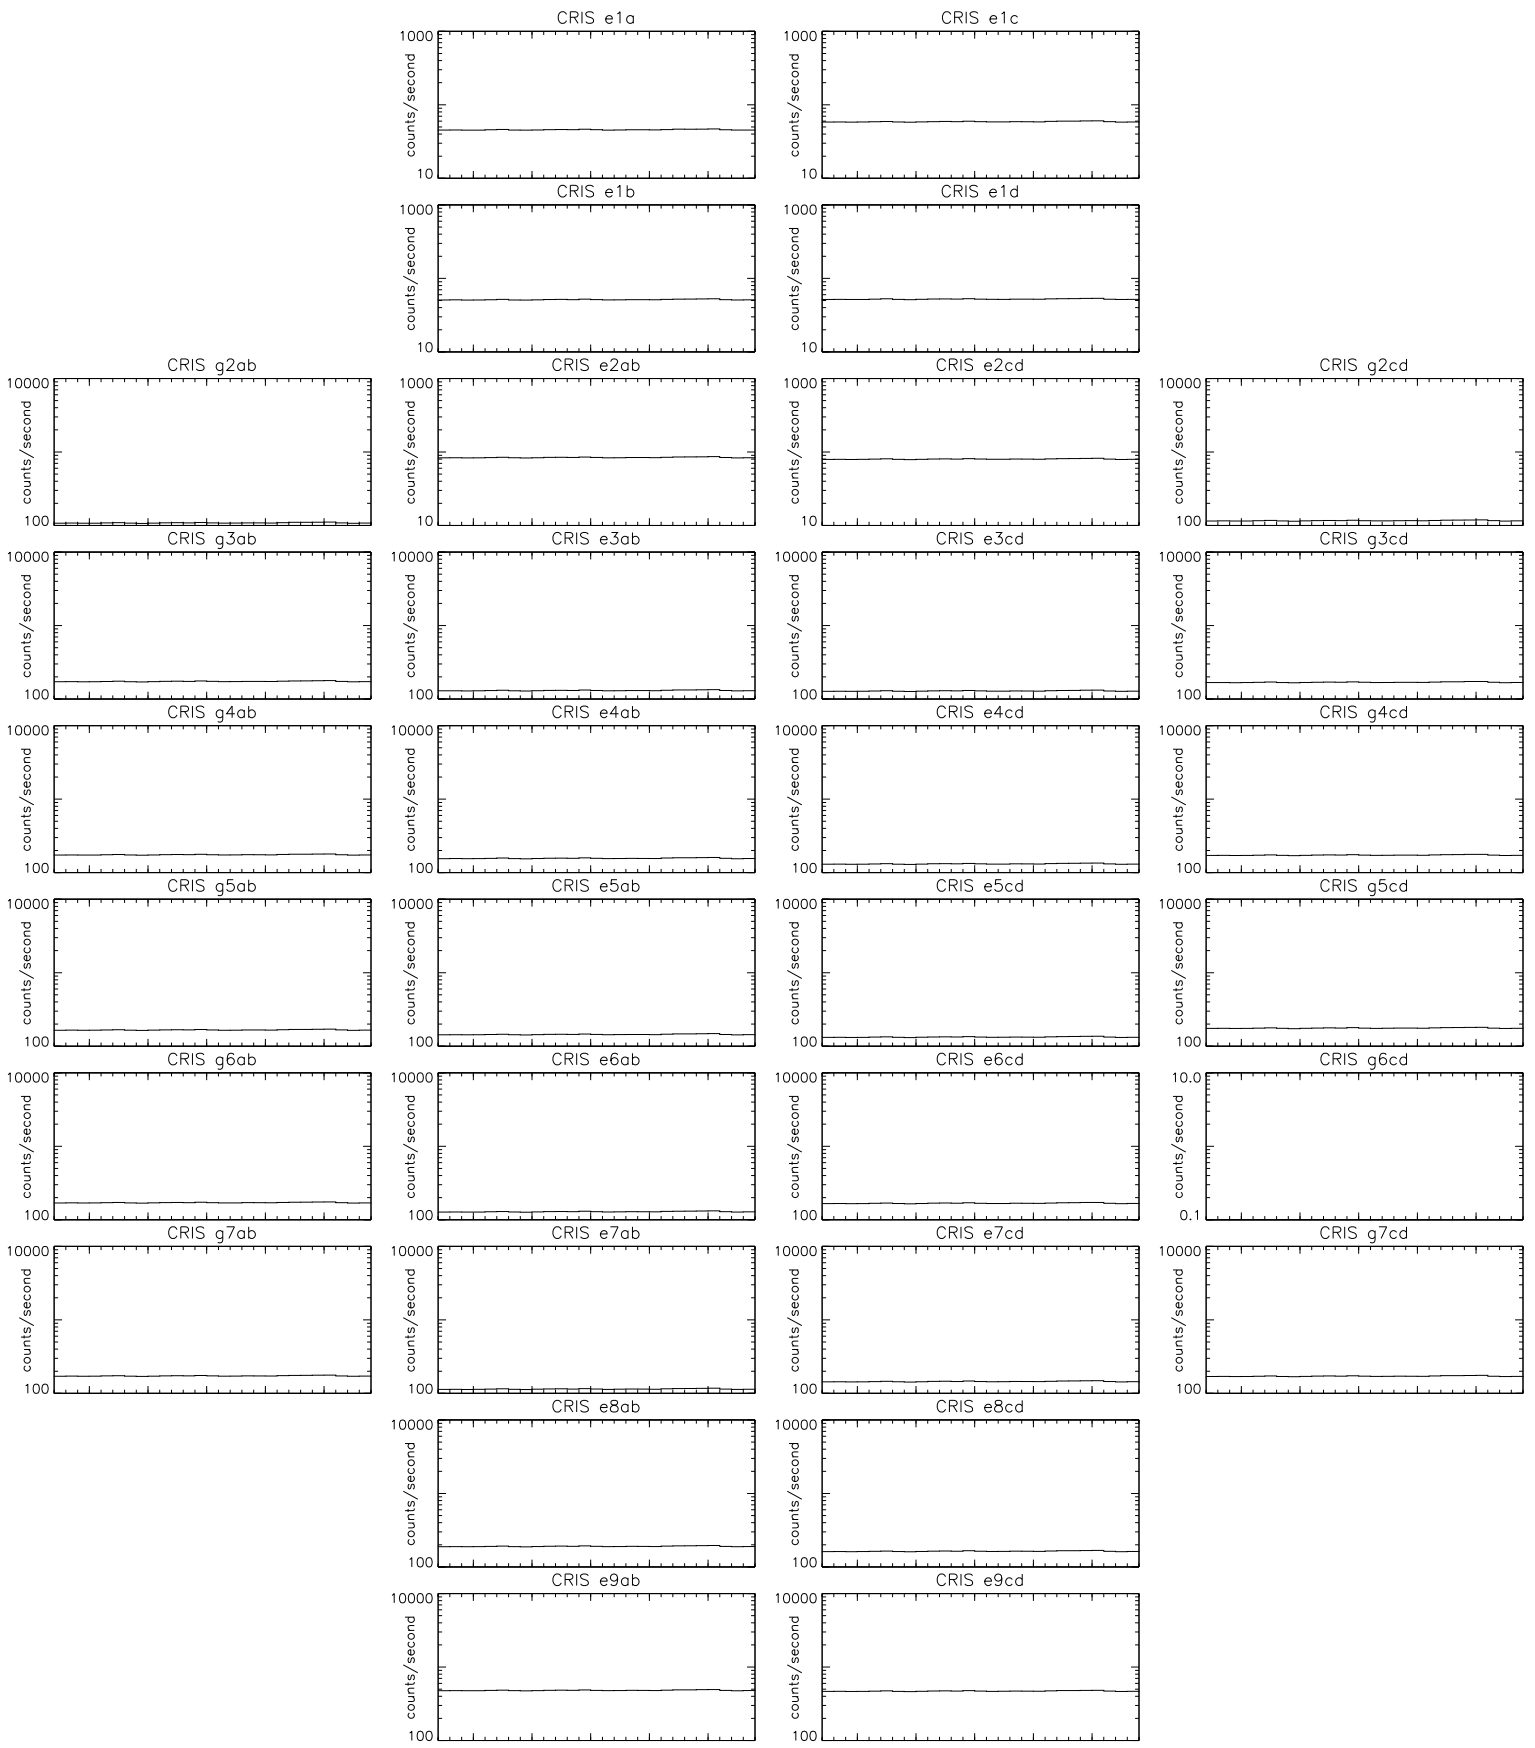 CRIS e1a
1000
counts/second
10
CRIS e1c
1000
counts/second
10
CRIS e1b
1000
counts/second
10
CRIS e1d
1000
counts/second
10
CRIS g2ab
10000
counts/second
100
CRIS e2ab
1000
counts/second
10
CRIS e2cd
1000
counts/second
10
CRIS g2cd
10000
counts/second
100
CRIS g3ab
10000
counts/second
100
CRIS e3ab
10000
counts/second
100
CRIS e3cd
10000
counts/second
100
CRIS g3cd
10000
counts/second
100
CRIS g4ab
10000
counts/second
100
CRIS e4ab
10000
counts/second
100
CRIS e4cd
10000
counts/second
100
CRIS g4cd
10000
counts/second
100
CRIS g5ab
10000
counts/second
100
CRIS e5ab
10000
counts/second
100
CRIS e5cd
10000
counts/second
100
CRIS g5cd
10000
counts/second
100
CRIS g6ab
10000
counts/second
100
CRIS e6ab
10000
counts/second
100
CRIS e6cd
10000
counts/second
100
CRIS g6cd
10.0
counts/second
0.1
CRIS g7ab
10000
counts/second
100
CRIS e7ab
10000
counts/second
100
CRIS e7cd
10000
counts/second
100
CRIS g7cd
10000
counts/second
100
CRIS e8ab
10000
counts/second
100
CRIS e8cd
10000
counts/second
100
CRIS e9ab
10000
counts/second
100
CRIS e9cd
10000
counts/second
100